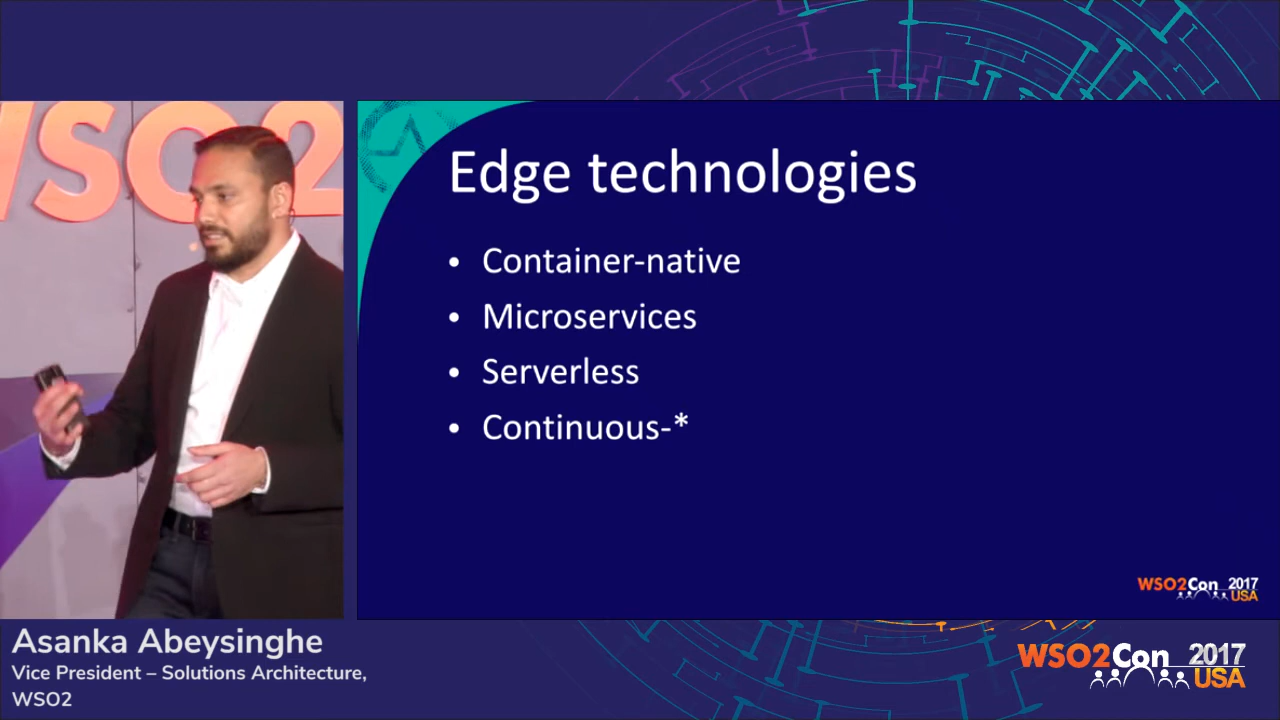 WSO2
Edge technologies
• Container-native
• Microservices
• Serverless
• Continuous-*
WSO2Con 2017
USA
Asanka Abeysinghe
Vice President – Solutions Architecture,
WSO2
WSO2Con 2017
USA